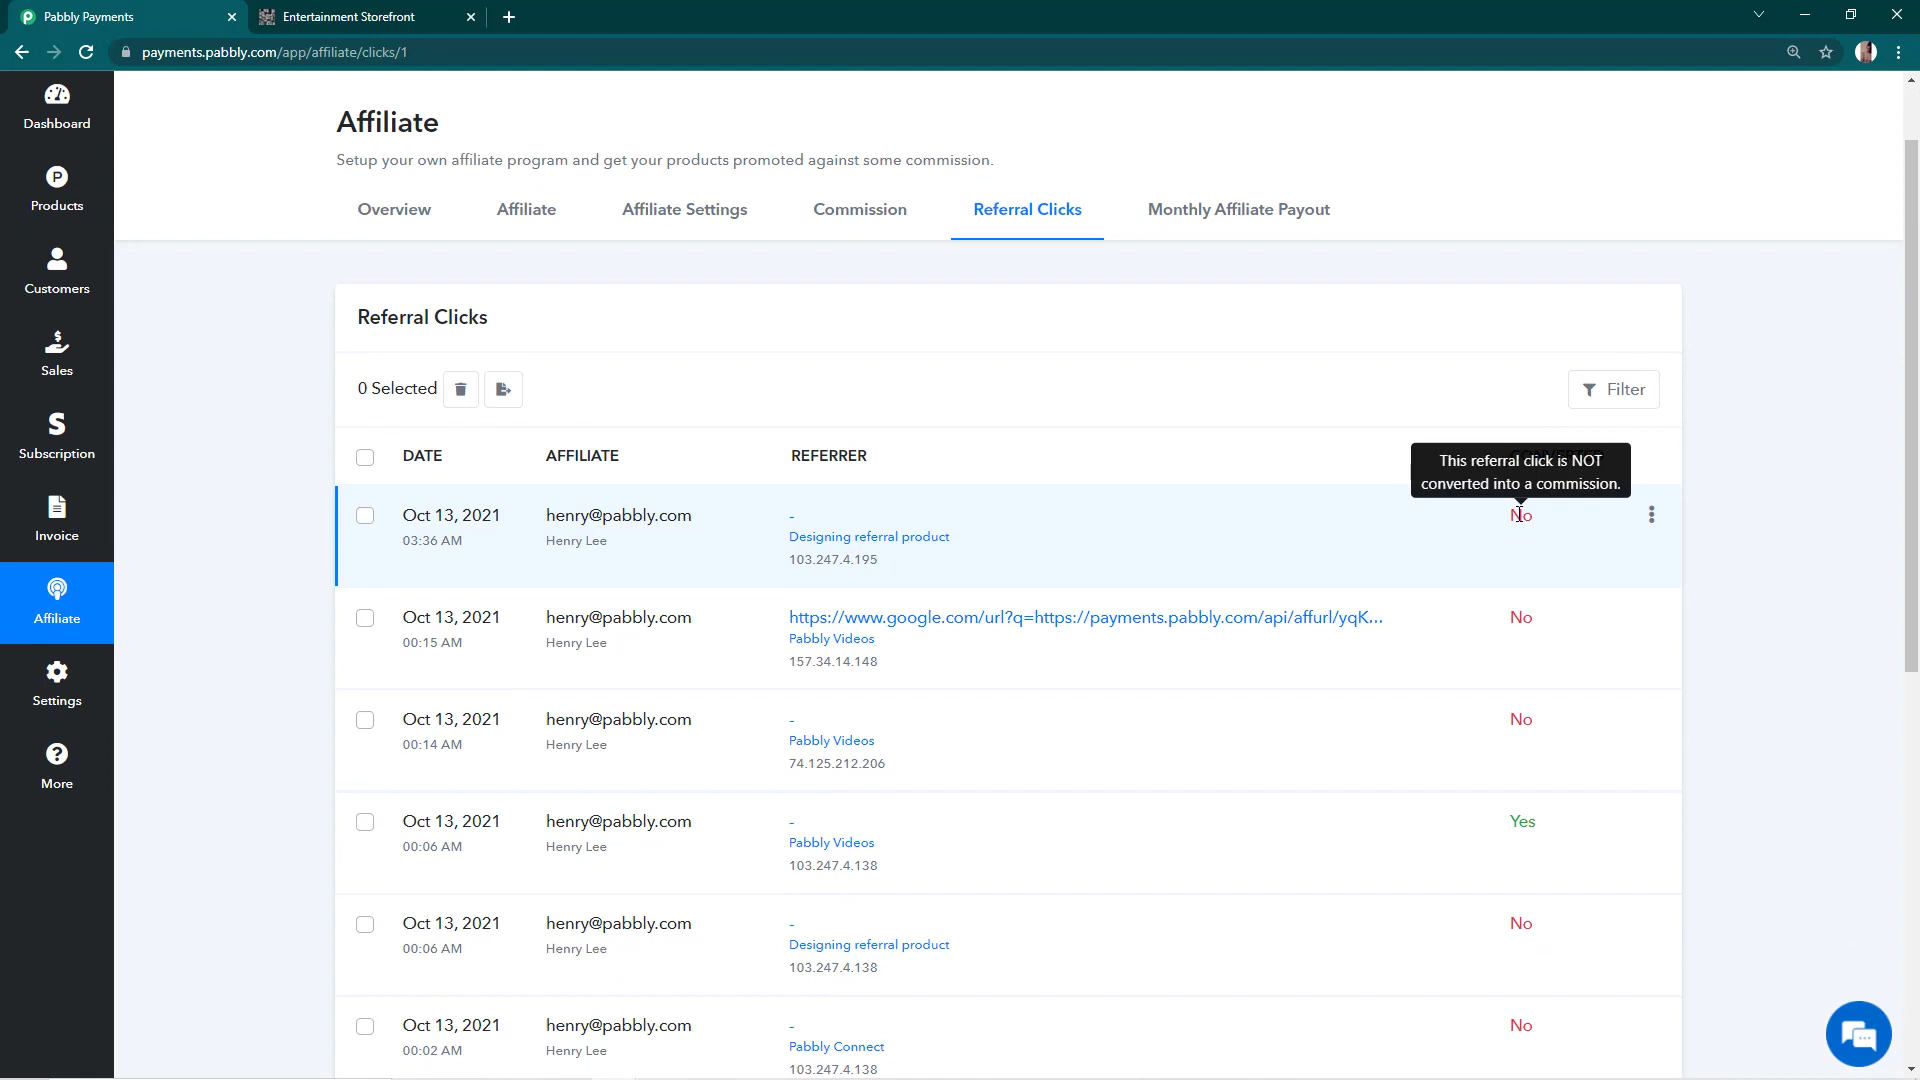 Pabbly Payments
Entertainment Storefront
payments.pabbly.com/app/affiliate/clicks/1
Dashboard
Products
Customers
Sales
Subscription
Invoice
Affiliate
Settings
More
Affiliate
Setup your own affiliate program and get your products promoted against some commission.
Overview
Affiliate
Affiliate Settings
Commission
Referral Clicks
Monthly Affiliate Payout
Referral Clicks
0 Selected
Filter
DATE
AFFILIATE
REFERRER
This referral click is NOT
converted into a commission.
Oct 13, 2021
03:36 AM
henry@pabbly.com
Henry Lee
-
Designing referral product
103.247.4.195
No
Oct 13, 2021
00:15 AM
henry@pabbly.com
Henry Lee
https://www.google.com/url?q=https://payments.pabbly.com/api/affurl/yqK...
Pabbly Videos
157.34.14.148
No
Oct 13, 2021
00:14 AM
henry@pabbly.com
Henry Lee
-
Pabbly Videos
74.125.212.206
No
Oct 13, 2021
00:06 AM
henry@pabbly.com
Henry Lee
-
Pabbly Videos
103.247.4.138
Yes
Oct 13, 2021
00:06 AM
henry@pabbly.com
Henry Lee
-
Designing referral product
103.247.4.138
No
Oct 13, 2021
00:02 AM
henry@pabbly.com
Henry Lee
-
Pabbly Connect
103.247.4.138
No